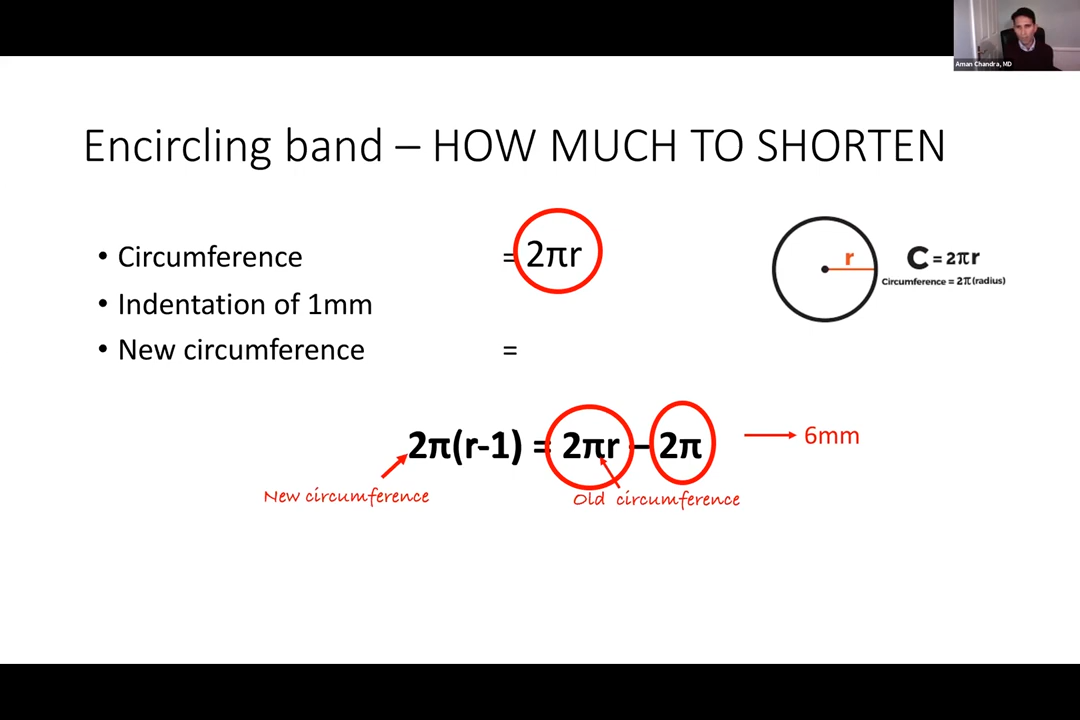 Aman Chandra, MD
Encircling band – HOW MUCH TO SHORTEN
• Circumference = 2πr
• Indentation of 1mm
• New circumference =
r
C = 2πr
Circumference = 2π(radius)
2π(r-1) = 2πr – 2π
6mm
New circumference
Old circumference